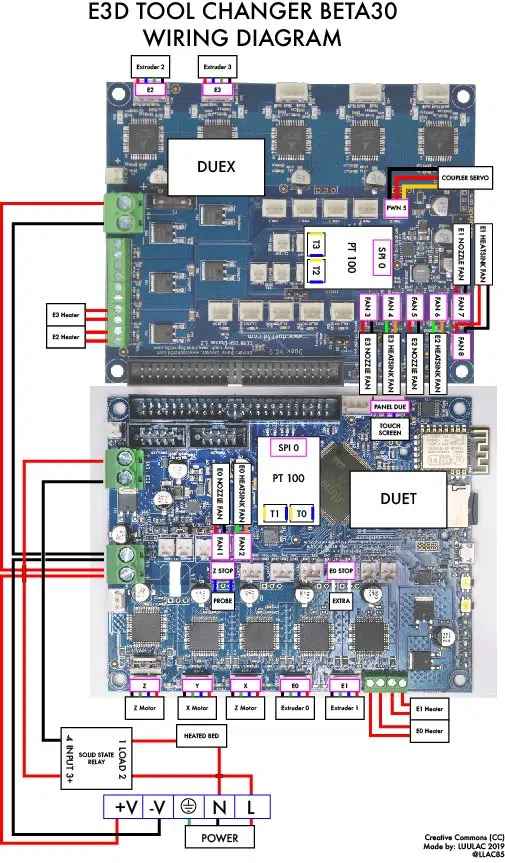 E3D TOOL CHANGER BETA30
WIRING DIAGRAM
Extruder 2
Extruder 3
E2
E3
DUEX
COUPLER SERVO
PWN 5
T3
T2
PT 100
SPI 0
E1 NOZZLE FAN
E1 HEATSINK FAN
FAN 3
FAN 4
FAN 5
FAN 6
FAN 7
FAN 8
E3 Heater
E2 Heater
E3 NOZZLE FAN
E3 HEATSINK FAN
E2 NOZZLE FAN
E2 HEATSINK FAN
PANEL DUE
TOUCH
SCREEN
SPI 0
PT 100
T1
T0
DUET
E0 NOZZLE FAN
E0 HEATSINK FAN
FAN 1
FAN 2
Z STOP
PROBE
E0 STOP
EXTRA
Z
Y
X
E0
E1
Z Motor
X Motor
Z Motor
Extruder 0
Extruder 1
E1 Heater
E0 Heater
4 INPUT 3+
SOLID STATE
RELAY
1 LOAD 2
HEATED BED
+V
-V
N
L
POWER
Creative Commons (CC)
Made by: LUULAC 2019
@LLAC85